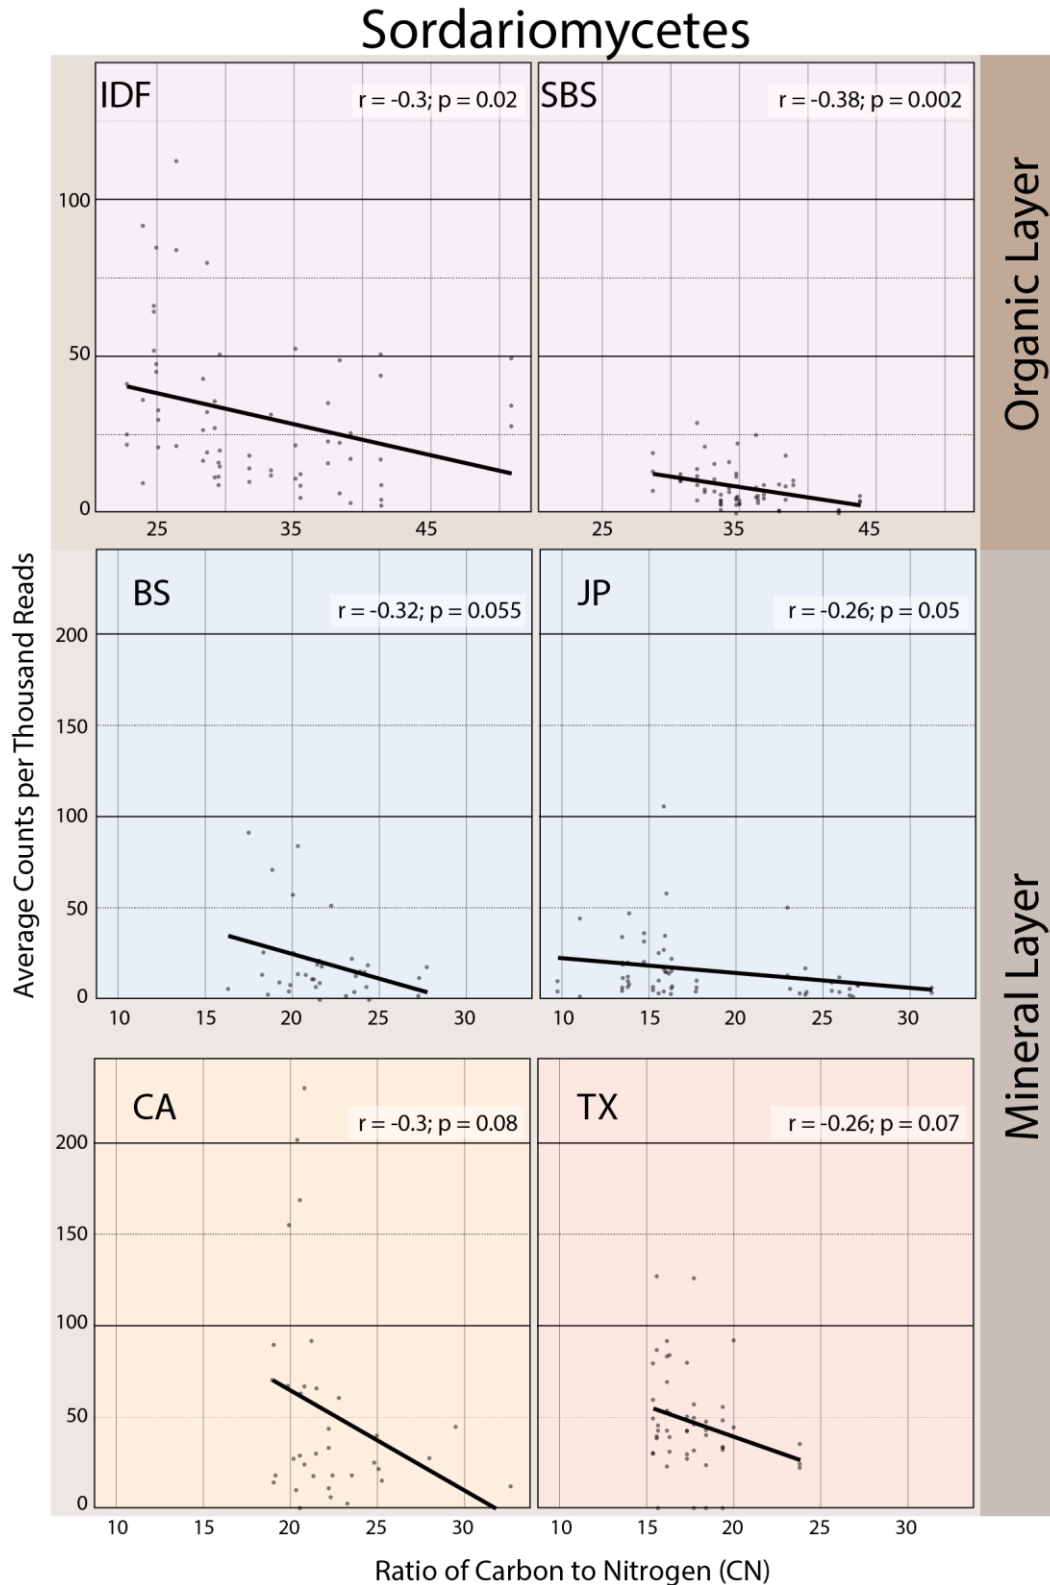 Sordariomycetes
IDF
r = -0.3; p = 0.02
SBS
r = -0.38; p = 0.002
100
50
0
25
35
45
25
35
45
Organic Layer
Average Counts per Thousand Reads
BS
r = -0.32; p = 0.055
JP
r = -0.26; p = 0.05
200
150
100
50
0
10
15
20
25
30
10
15
20
25
30
Mineral Layer
CA
r = -0.3; p = 0.08
TX
r = -0.26; p = 0.07
200
150
100
50
0
10
15
20
25
30
10
15
20
25
30
Ratio of Carbon to Nitrogen (CN)